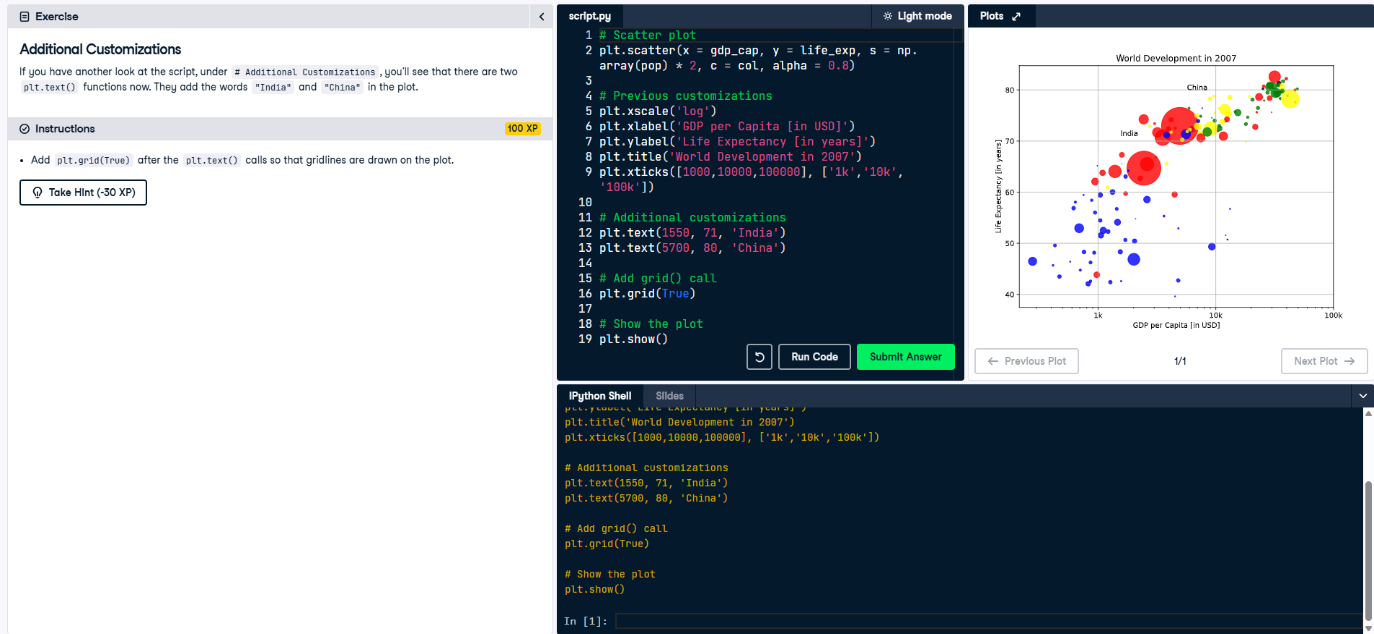 Exercise
Additional Customizations
If you have another look at the script, under # Additional Customizations , you'll see that there are two
plt.text() functions now. They add the words "India" and "China" in the plot.
Instructions
100 XP
• Add plt.grid(True) after the plt.text() calls so that gridlines are drawn on the plot.
Take Hint (-30 XP)
script.py
Light mode
1 # Scatter plot
2 plt.scatter(x = gdp_cap, y = life_exp, s = np.
array(pop) * 2, c = col, alpha = 0.8)
3
4 # Previous customizations
5 plt.xscale('log')
6 plt.xlabel('GDP per Capita [in USD]')
7 plt.ylabel('Life Expectancy [in years]')
8 plt.title('World Development in 2007')
9 plt.xticks([1000,10000,100000], ['1k','10k',
'100k'])
10
11 # Additional customizations
12 plt.text(1550, 71, 'India')
13 plt.text(5700, 80, 'China')
14
15 # Add grid() call
16 plt.grid(True)
17
18 # Show the plot
19 plt.show()
Run Code
Submit Answer
Plots
World Development in 2007
China
India
80
70
60
50
40
Life Expectancy [in years]
1k
10k
100k
GDP per Capita [in USD]
← Previous Plot
1/1
Next Plot →
IPython Shell
Slides
plt.ylabel('Life Expectancy [in years]')
plt.title('World Development in 2007')
plt.xticks([1000,10000,100000], ['1k','10k','100k'])
# Additional customizations
plt.text(1550, 71, 'India')
plt.text(5700, 80, 'China')
# Add grid() call
plt.grid(True)
# Show the plot
plt.show()
In [1]: